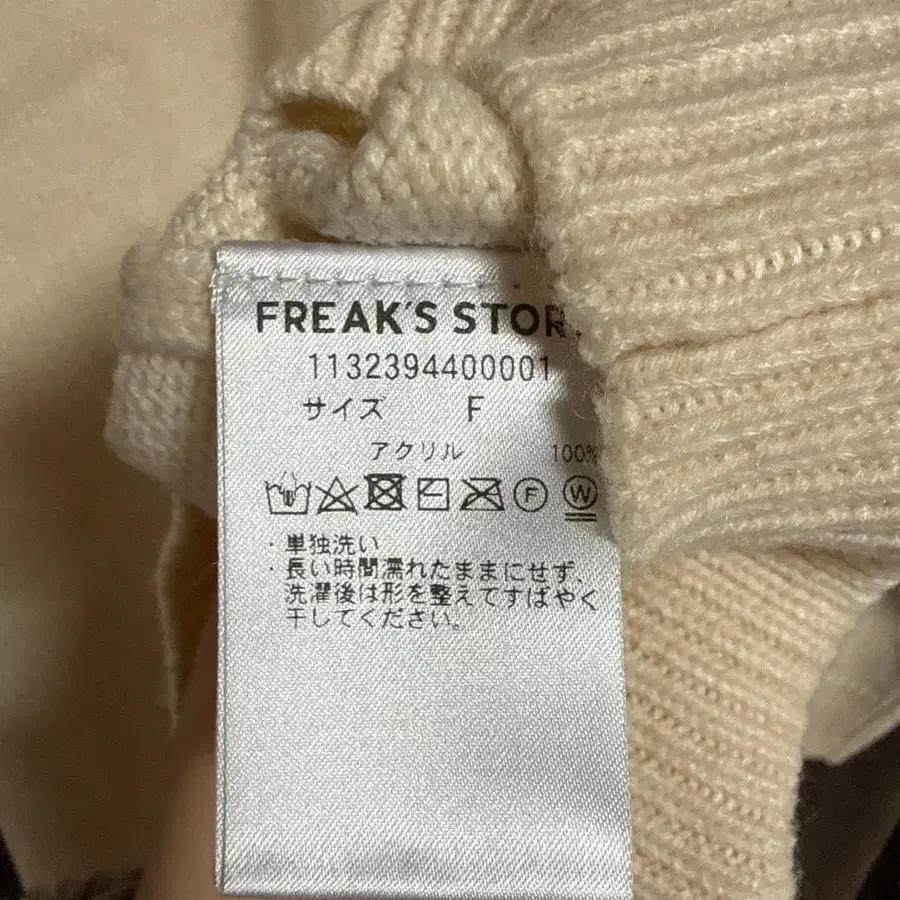 FREAK'S STOR
1132394400001
サイズ F
アクリル 100%
F W
・単独洗い
・長い時間濡れたままにせず、
洗濯後は形を整えてすばやく
干してください。